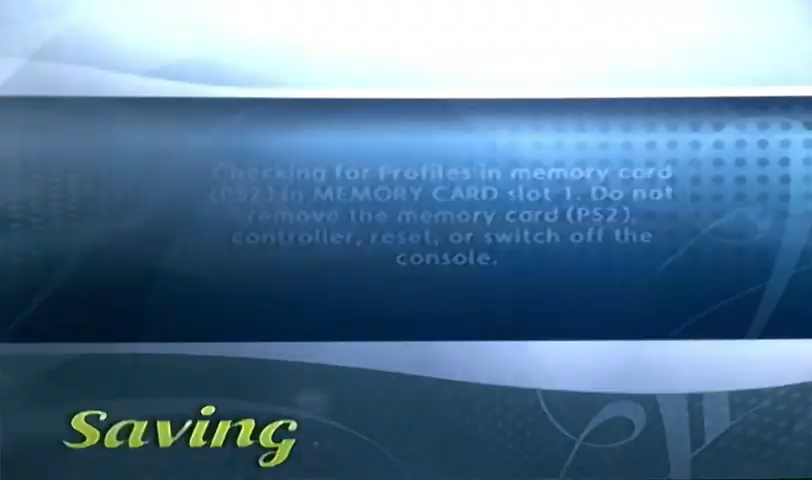 Checking for Profiles in memory card
(PS2) in MEMORY CARD slot 1. Do not
remove the memory card (PS2),
controller, reset, or switch off the
console.
Saving